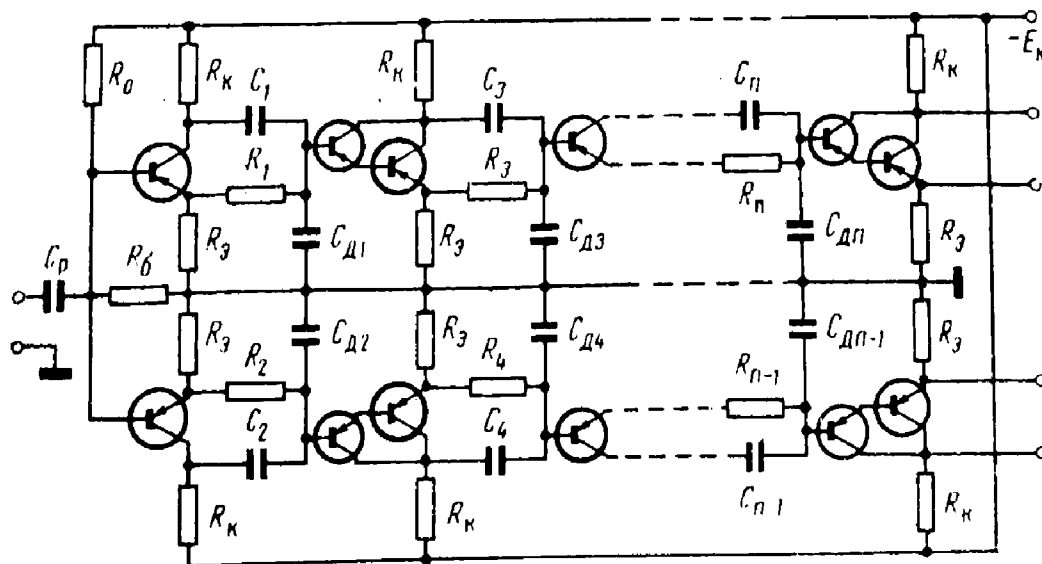 R₀
Rк
C₁
Rк
C₃
Cп
Rк
-Eк
R₁
R₃
Rп
Rэ
CД1
Rэ
CД3
CДП
Rэ
Cр
Rб
Rэ
R₂
CД2
Rэ
R₄
CД4
Rп-1
CДП-1
Rэ
C₂
C₄
Cп-1
Rк
Rк
Rк